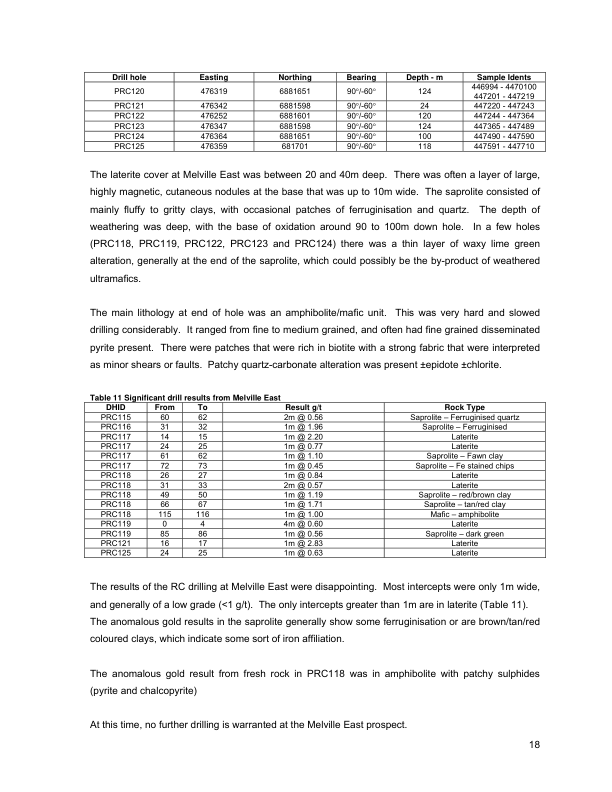 Drill hole Easting Northing Bearing Depth - m Sample Idents
PRC120 476319 6881651 90°/-60° 124 446994 - 4470100
447201 - 447219
PRC121 476342 6881598 90°/-60° 24 447220 - 447243
PRC122 476252 6881601 90°/-60° 120 447244 - 447364
PRC123 476347 6881598 90°/-60° 124 447365 - 447489
PRC124 476364 6881651 90°/-60° 100 447490 - 447590
PRC125 476359 681701 90°/-60° 118 447591 - 447710
The laterite cover at Melville East was between 20 and 40m deep. There was often a layer of large,
highly magnetic, cutaneous nodules at the base that was up to 10m wide. The saprolite consisted of
mainly fluffy to gritty clays, with occasional patches of ferruginisation and quartz. The depth of
weathering was deep, with the base of oxidation around 90 to 100m down hole. In a few holes
(PRC118, PRC119, PRC122, PRC123 and PRC124) there was a thin layer of waxy lime green
alteration, generally at the end of the saprolite, which could possibly be the by-product of weathered
ultramafics.
The main lithology at end of hole was an amphibolite/mafic unit. This was very hard and slowed
drilling considerably. It ranged from fine to medium grained, and often had fine grained disseminated
pyrite present. There were patches that were rich in biotite with a strong fabric that were interpreted
as minor shears or faults. Patchy quartz-carbonate alteration was present ±epidote ±chlorite.
Table 11 Significant drill results from Melville East
DHID From To Result g/t Rock Type
PRC115 60 62 2m @ 0.56 Saprolite – Ferruginised quartz
PRC116 31 32 1m @ 1.96 Saprolite – Ferruginised
PRC117 14 15 1m @ 2.20 Laterite
PRC117 24 25 1m @ 0.77 Laterite
PRC117 61 62 1m @ 1.10 Saprolite – Fawn clay
PRC117 72 73 1m @ 0.45 Saprolite – Fe stained chips
PRC118 26 27 1m @ 0.84 Laterite
PRC118 31 33 2m @ 0.57 Laterite
PRC118 49 50 1m @ 1.19 Saprolite – red/brown clay
PRC118 66 67 1m @ 1.71 Saprolite – tan/red clay
PRC118 115 116 1m @ 1.00 Mafic – amphibolite
PRC119 0 4 4m @ 0.60 Laterite
PRC119 85 86 1m @ 0.56 Saprolite – dark green
PRC121 16 17 1m @ 2.83 Laterite
PRC125 24 25 1m @ 0.63 Laterite
The results of the RC drilling at Melville East were disappointing. Most intercepts were only 1m wide,
and generally of a low grade (<1 g/t). The only intercepts greater than 1m are in laterite (Table 11).
The anomalous gold results in the saprolite generally show some ferruginisation or are brown/tan/red
coloured clays, which indicate some sort of iron affiliation.
The anomalous gold result from fresh rock in PRC118 was in amphibolite with patchy sulphides
(pyrite and chalcopyrite)
At this time, no further drilling is warranted at the Melville East prospect.
18